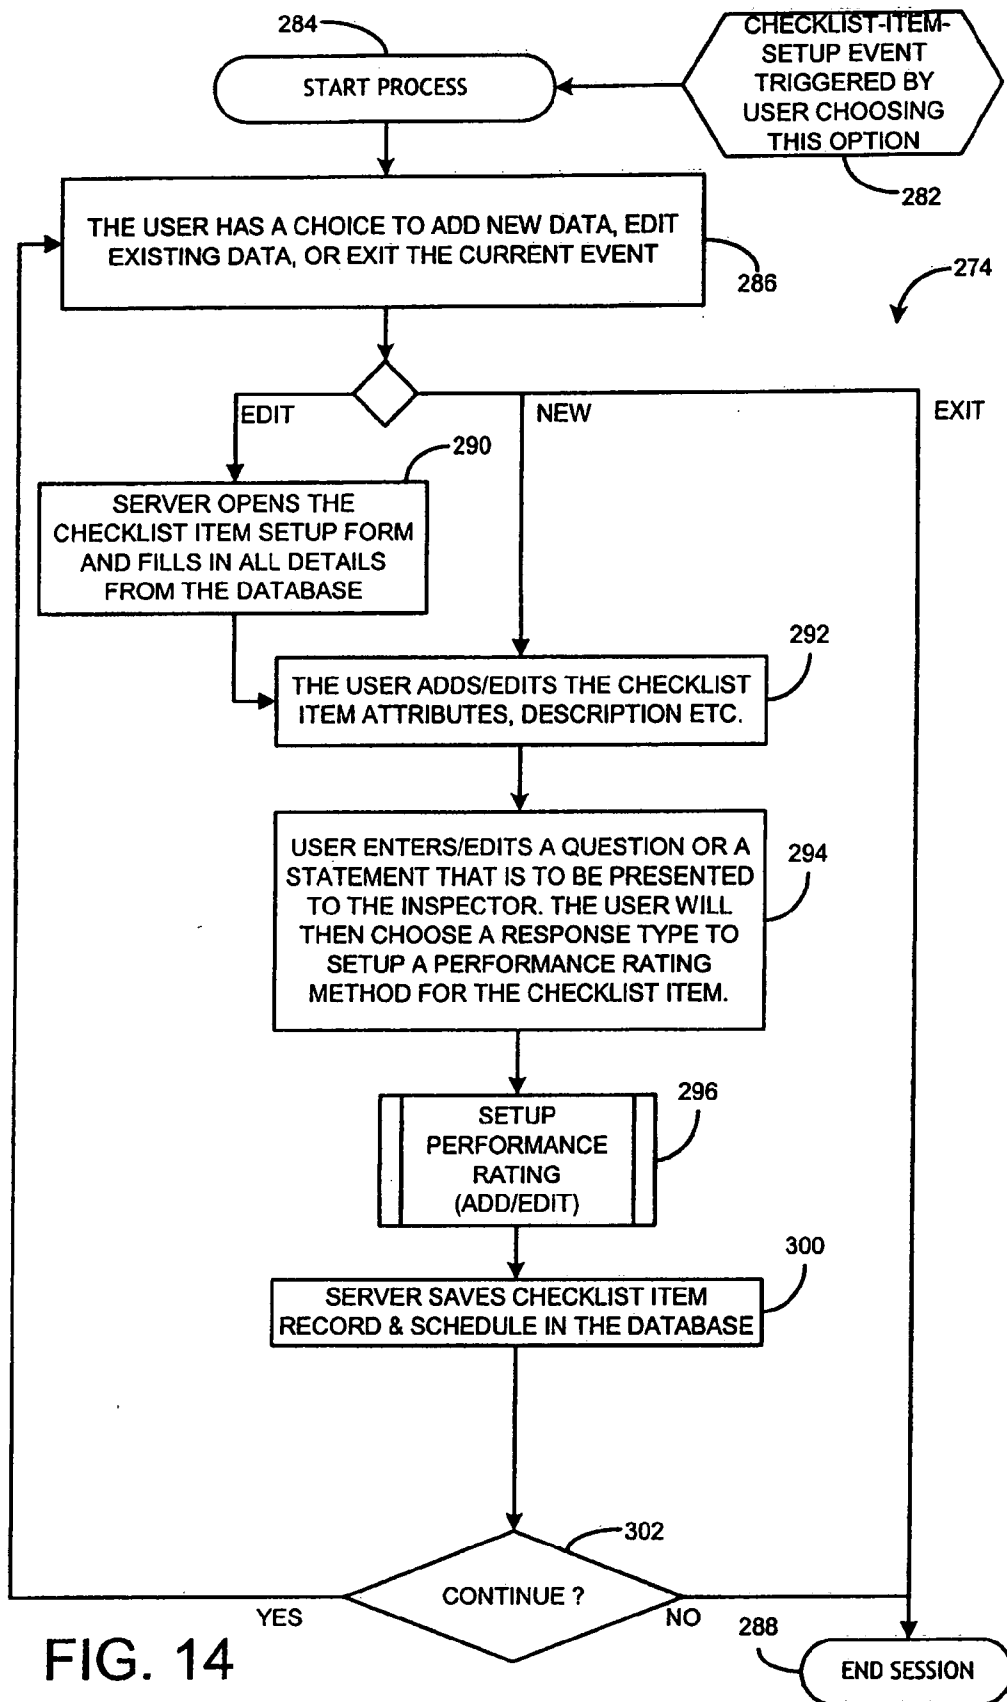 284
START PROCESS
CHECKLIST-ITEM-
SETUP EVENT
TRIGGERED BY
USER CHOOSING
THIS OPTION
282
THE USER HAS A CHOICE TO ADD NEW DATA, EDIT
EXISTING DATA, OR EXIT THE CURRENT EVENT
286
274
EDIT
NEW
EXIT
290
SERVER OPENS THE
CHECKLIST ITEM SETUP FORM
AND FILLS IN ALL DETAILS
FROM THE DATABASE
292
THE USER ADDS/EDITS THE CHECKLIST
ITEM ATTRIBUTES, DESCRIPTION ETC.
USER ENTERS/EDITS A QUESTION OR A
STATEMENT THAT IS TO BE PRESENTED
TO THE INSPECTOR. THE USER WILL
THEN CHOOSE A RESPONSE TYPE TO
SETUP A PERFORMANCE RATING
METHOD FOR THE CHECKLIST ITEM.
294
SETUP
PERFORMANCE
RATING
(ADD/EDIT)
296
300
SERVER SAVES CHECKLIST ITEM
RECORD & SCHEDULE IN THE DATABASE
302
CONTINUE ?
YES
NO
288
END SESSION
FIG. 14